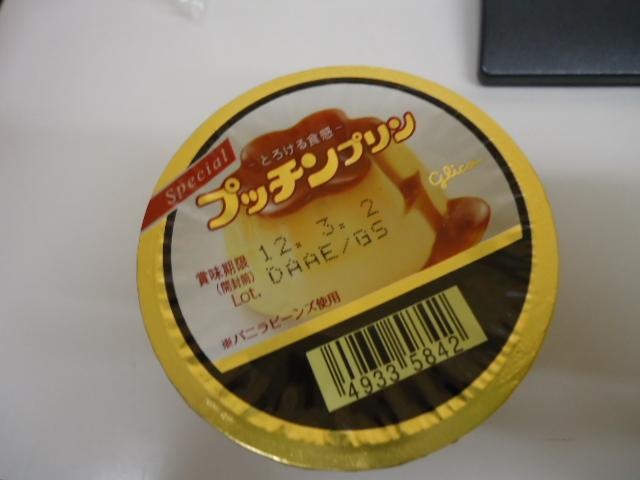 Special
-とろける食感-
プッチンプリン
Glico
賞味期限 12. 3. 2
(開封前)
Lot. DAAE/GS
※バニラビーンズ使用
4933 5842